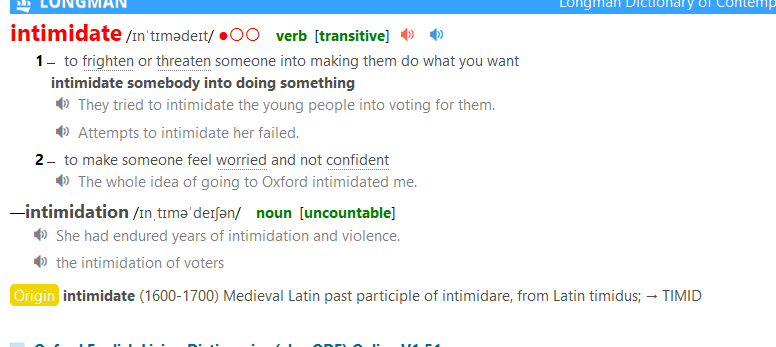 LONGMAN Longman Dictionary of Contemp
intimidate /ɪnˈtɪmədeɪt/ ●○○ verb [transitive]
1 – to frighten or threaten someone into making them do what you want
intimidate somebody into doing something
They tried to intimidate the young people into voting for them.
Attempts to intimidate her failed.
2 – to make someone feel worried and not confident
The whole idea of going to Oxford intimidated me.
—intimidation /ɪnˌtɪməˈdeɪʃən/ noun [uncountable]
She had endured years of intimidation and violence.
the intimidation of voters
Origin intimidate (1600-1700) Medieval Latin past participle of intimidare, from Latin timidus; → TIMID